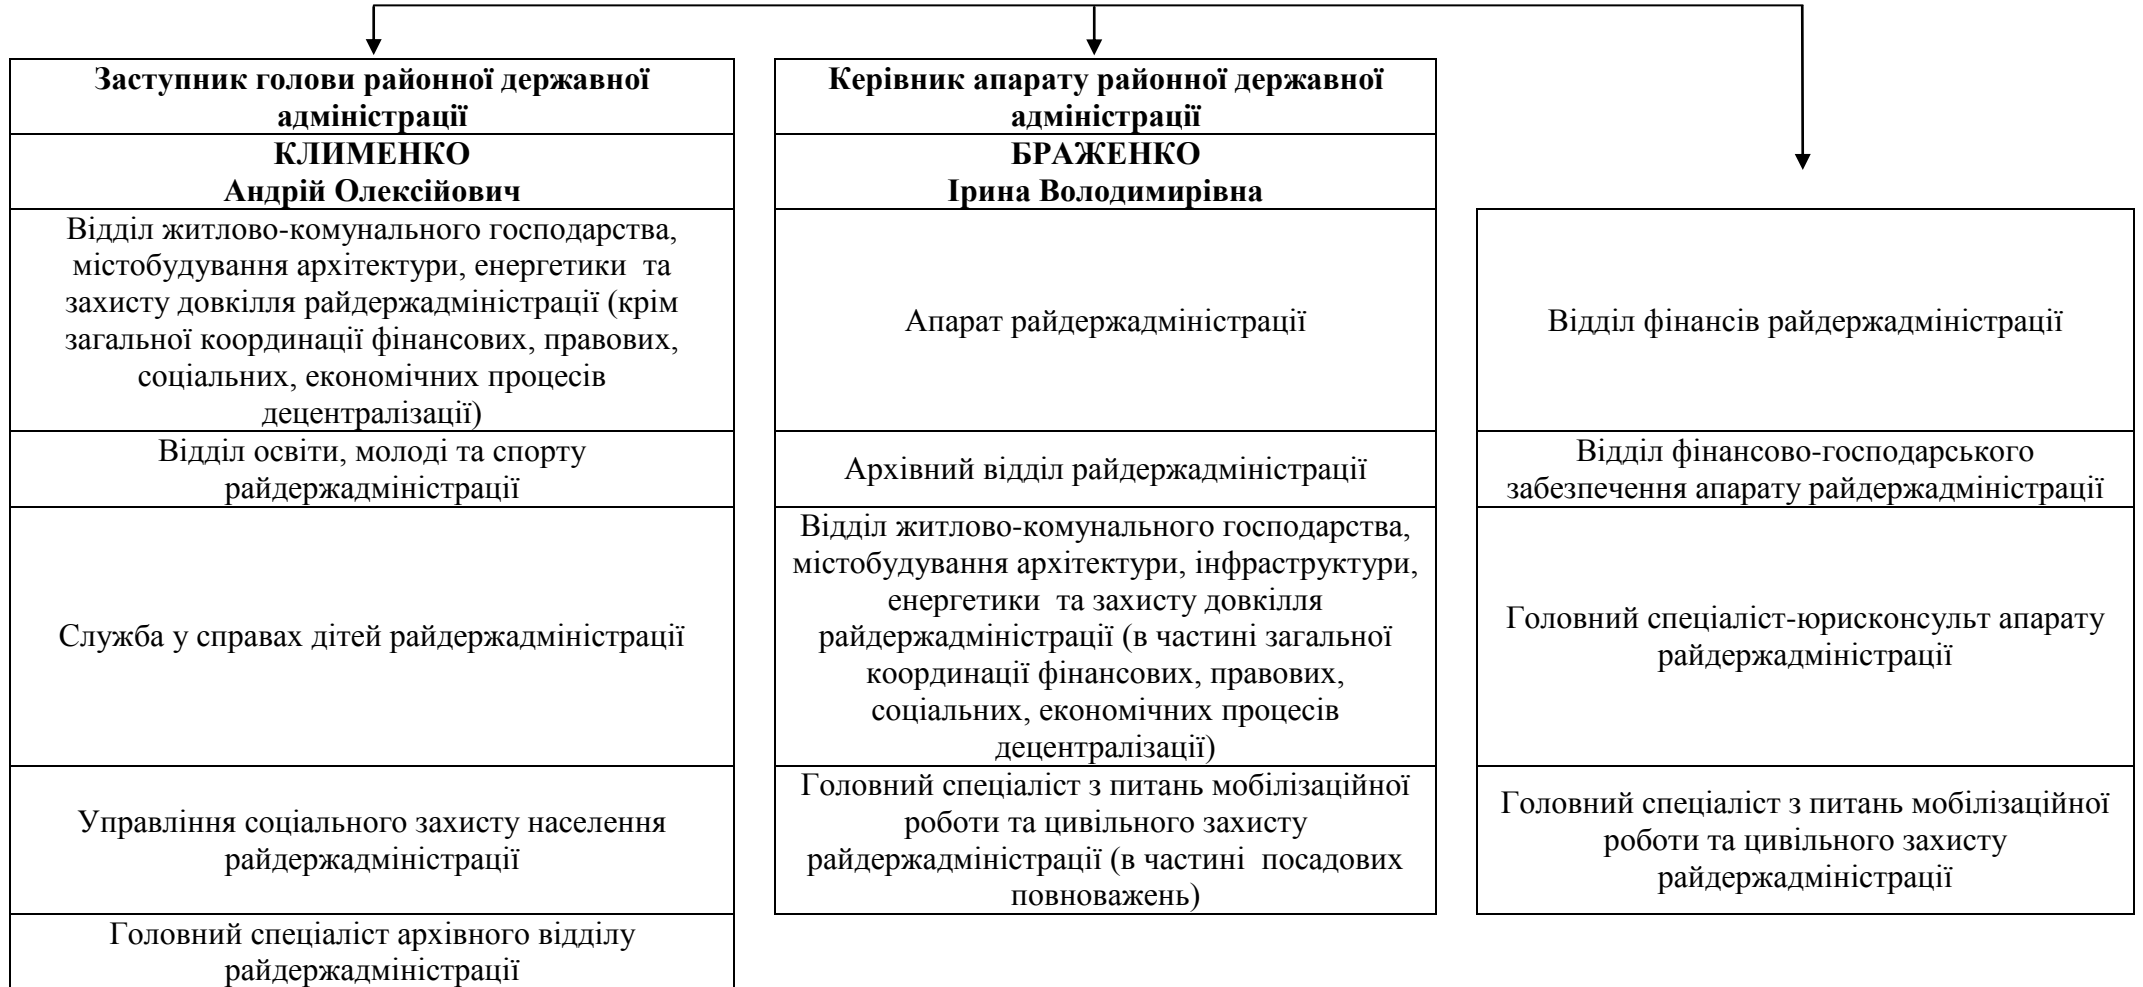 Заступник голови районної державної
адміністрації
КЛИМЕНКО
Андрій Олексійович
Відділ житлово-комунального господарства,
містобудування архітектури, енергетики та
захисту довкілля райдержадміністрації (крім
загальної координації фінансових, правових,
соціальних, економічних процесів
децентралізації)
Відділ освіти, молоді та спорту
райдержадміністрації
Служба у справах дітей райдержадміністрації
Управління соціального захисту населення
райдержадміністрації
Головний спеціаліст архівного відділу
райдержадміністрації
Керівник апарату районної державної
адміністрації
БРАЖЕНКО
Ірина Володимирівна
Апарат райдержадміністрації
Архівний відділ райдержадміністрації
Відділ житлово-комунального господарства,
містобудування архітектури, інфраструктури,
енергетики та захисту довкілля
райдержадміністрації (в частині загальної
координації фінансових, правових,
соціальних, економічних процесів
децентралізації)
Головний спеціаліст з питань мобілізаційної
роботи та цивільного захисту
райдержадміністрації (в частині посадових
повноважень)
Відділ фінансів райдержадміністрації
Відділ фінансово-господарського
забезпечення апарату райдержадміністрації
Головний спеціаліст-юрисконсульт апарату
райдержадміністрації
Головний спеціаліст з питань мобілізаційної
роботи та цивільного захисту
райдержадміністрації